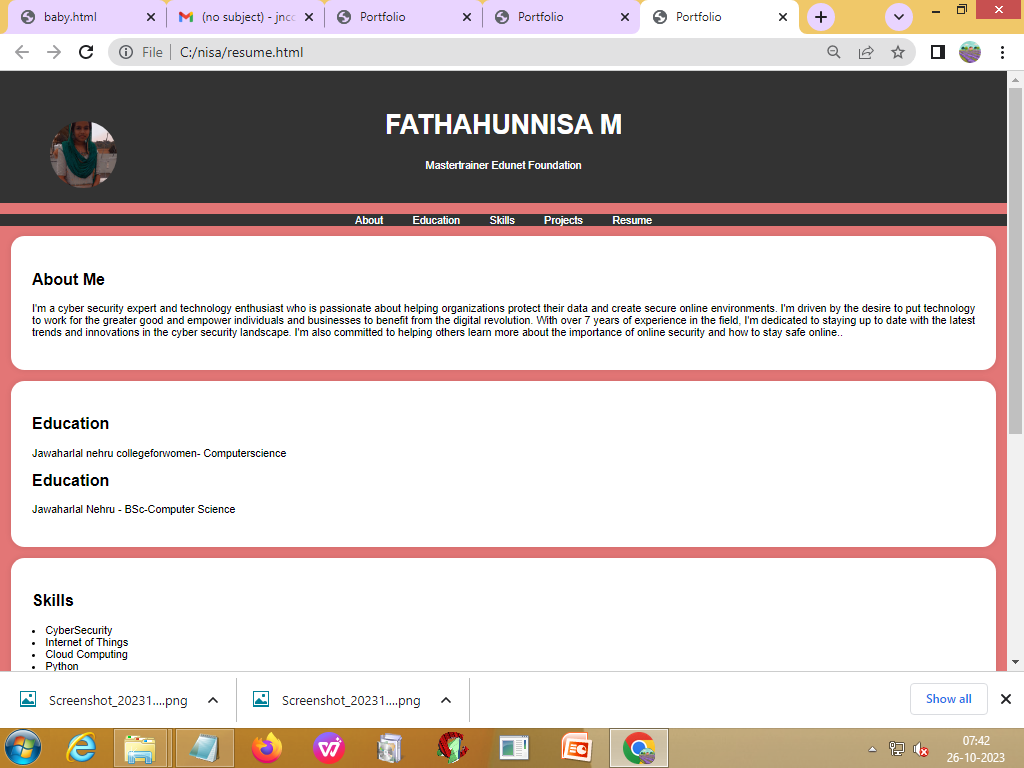 baby.html
(no subject) - jnc
Portfolio
Portfolio
Portfolio
File
C:/nisa/resume.html
FATHAHUNNISA M
Mastertrainer Edunet Foundation
About Education Skills Projects Resume
About Me
I'm a cyber security expert and technology enthusiast who is passionate about helping organizations protect their data and create secure online environments. I'm driven by the desire to put technology
to work for the greater good and empower individuals and businesses to benefit from the digital revolution. With over 7 years of experience in the field, I'm dedicated to staying up to date with the latest
trends and innovations in the cyber security landscape. I'm also committed to helping others learn more about the importance of online security and how to stay safe online..
Education
Jawaharlal nehru collegeforwomen- Computerscience
Education
Jawaharlal Nehru - BSc-Computer Science
Skills
• CyberSecurity
• Internet of Things
• Cloud Computing
• Python
Screenshot_20231....png
Screenshot_20231....png
Show all
07:42
26-10-2023